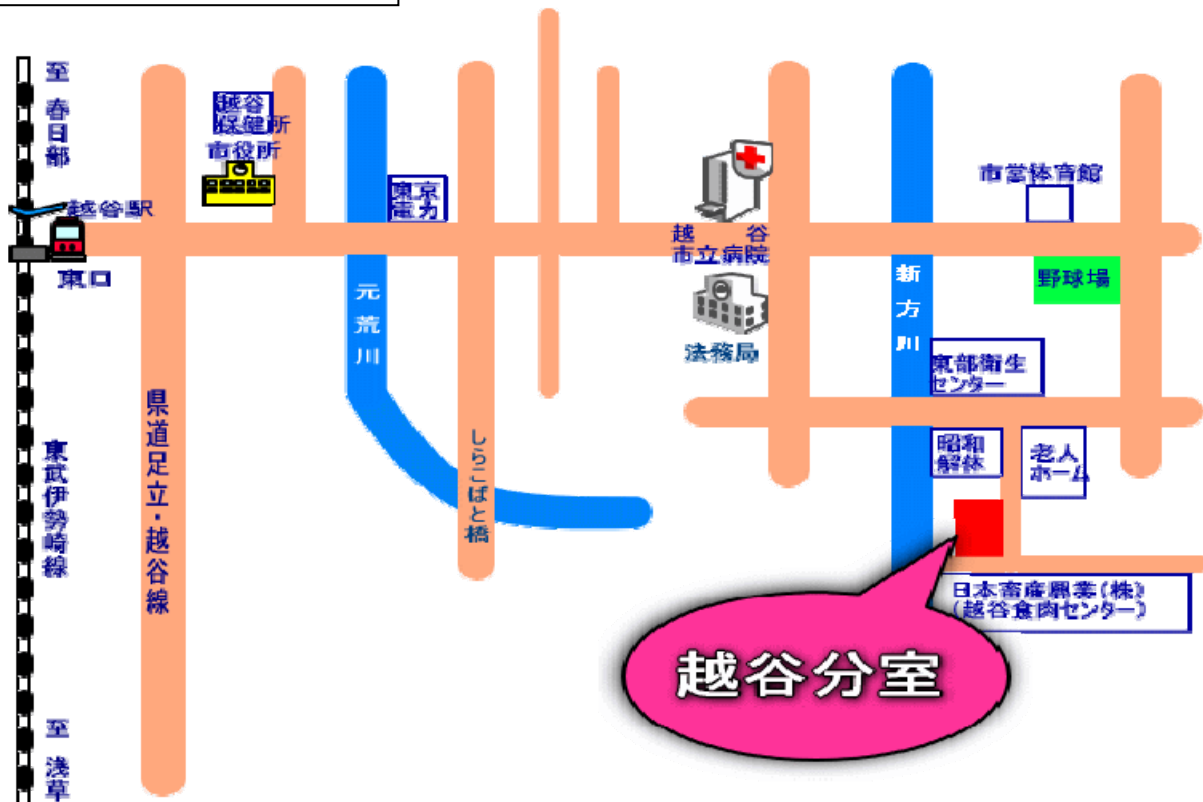 至
春日部
越谷
保健所
市役所
東京
電力
市営体育館
越谷駅
東口
越　谷
市立病院
野球場
元荒川
新方川
法務局
東部衛生
センター
県道足立・越谷線
東武伊勢崎線
しらこばと橋
昭和
解体
老人
ホーム
日本畜産興業(株)
(越谷食肉センター)
越谷分室
至
浅草